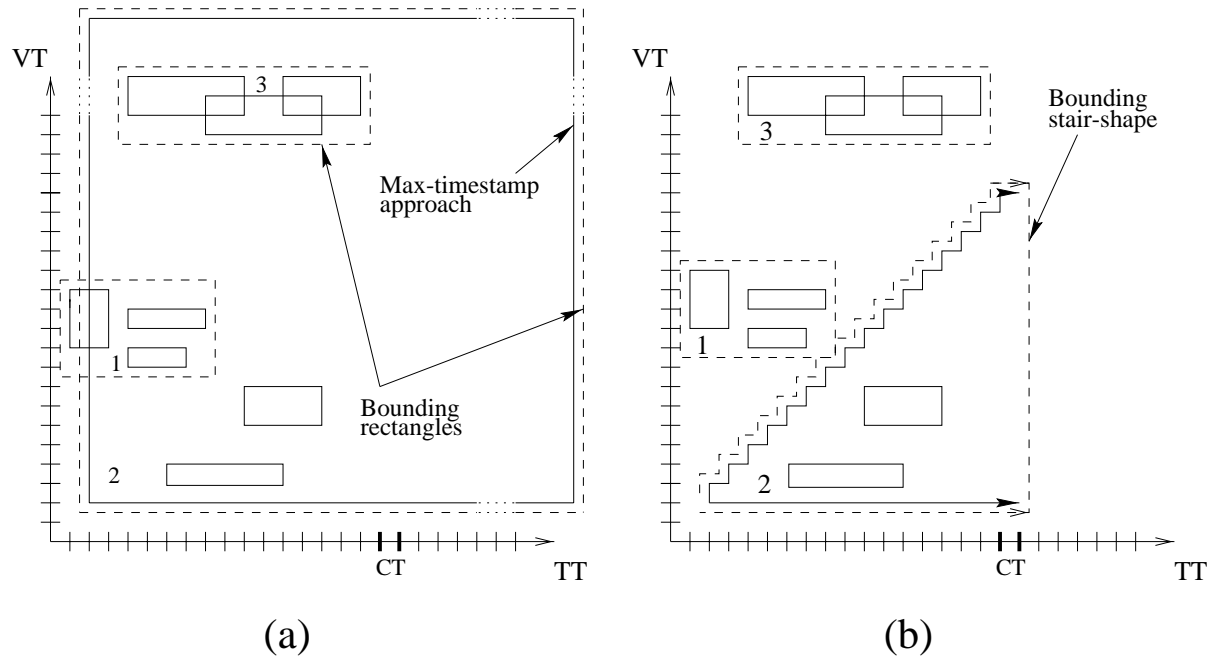 VT
3
Max-timestamp
approach
1
Bounding
rectangles
2
CT
TT
(a)
VT
3
Bounding
stair-shape
1
2
CT
TT
(b)